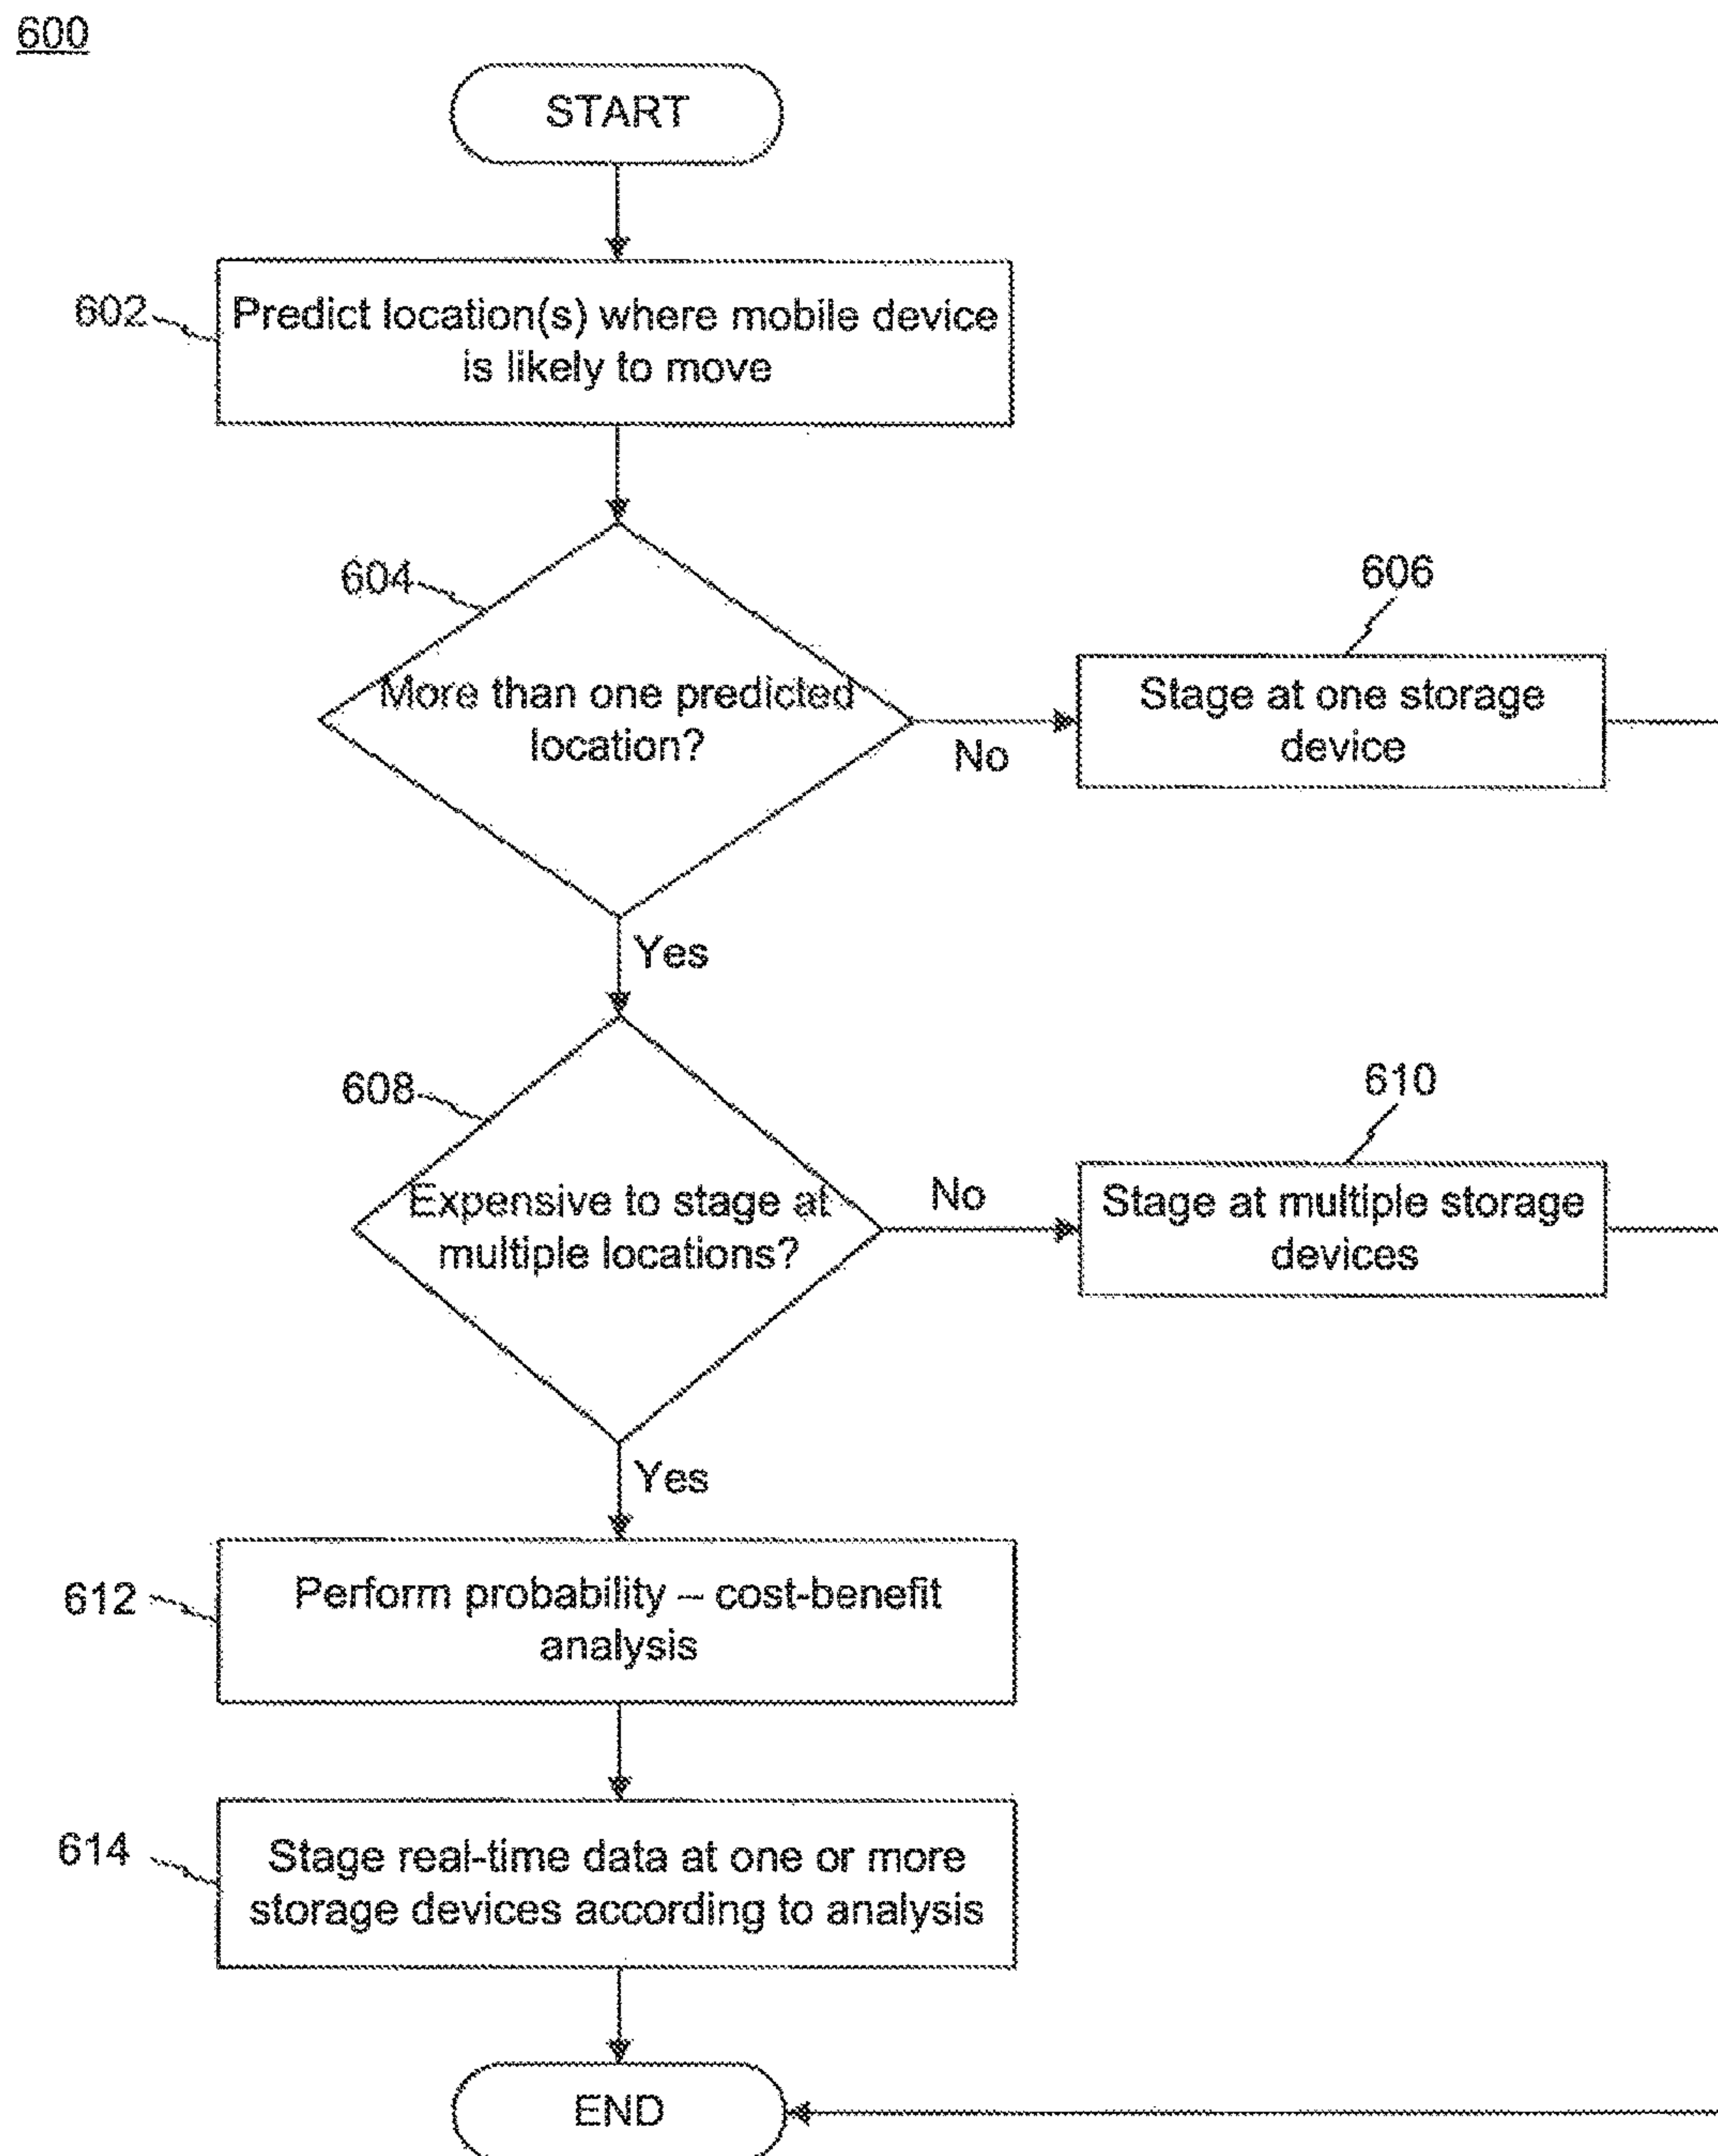 600
START
602
Predict location(s) where mobile device
is likely to move
604
More than one predicted
location?
No
606
Stage at one storage
device
Yes
608
Expensive to stage at
multiple locations?
No
610
Stage at multiple storage
devices
Yes
612
Perform probability – cost-benefit
analysis
614
Stage real-time data at one or more
storage devices according to analysis
END